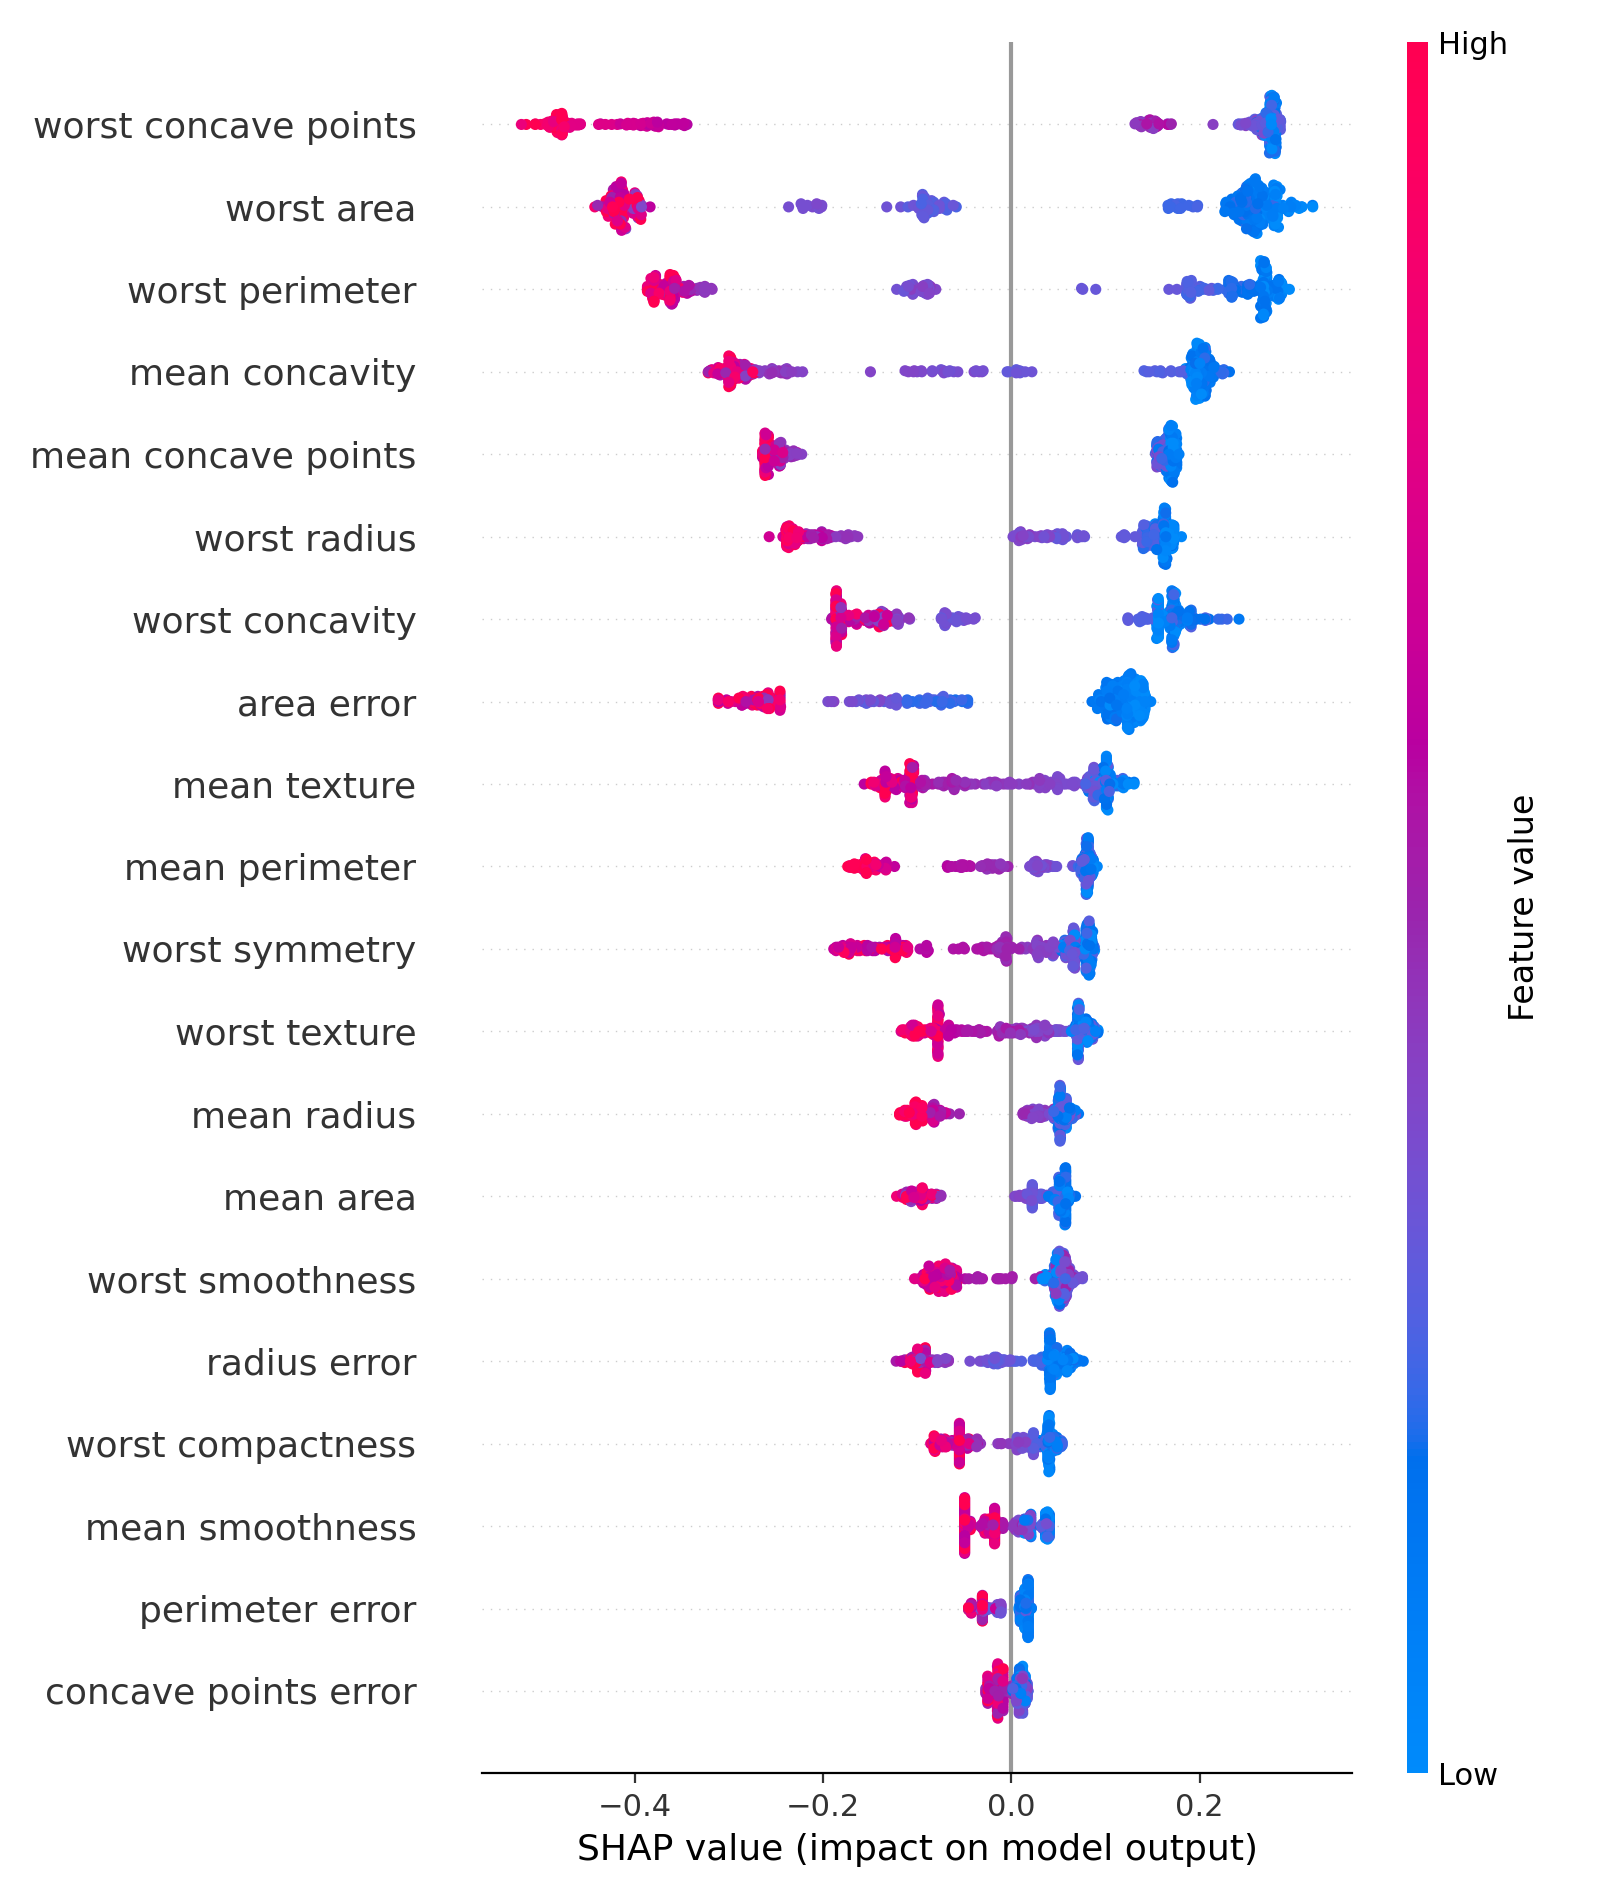 High
worst concave points
worst area
worst perimeter
mean concavity
mean concave points
worst radius
worst concavity
area error
mean texture
mean perimeter
worst symmetry
worst texture
mean radius
mean area
worst smoothness
radius error
worst compactness
mean smoothness
perimeter error
concave points error
Feature value
Low
−0.4 −0.2 0.0 0.2
SHAP value (impact on model output)